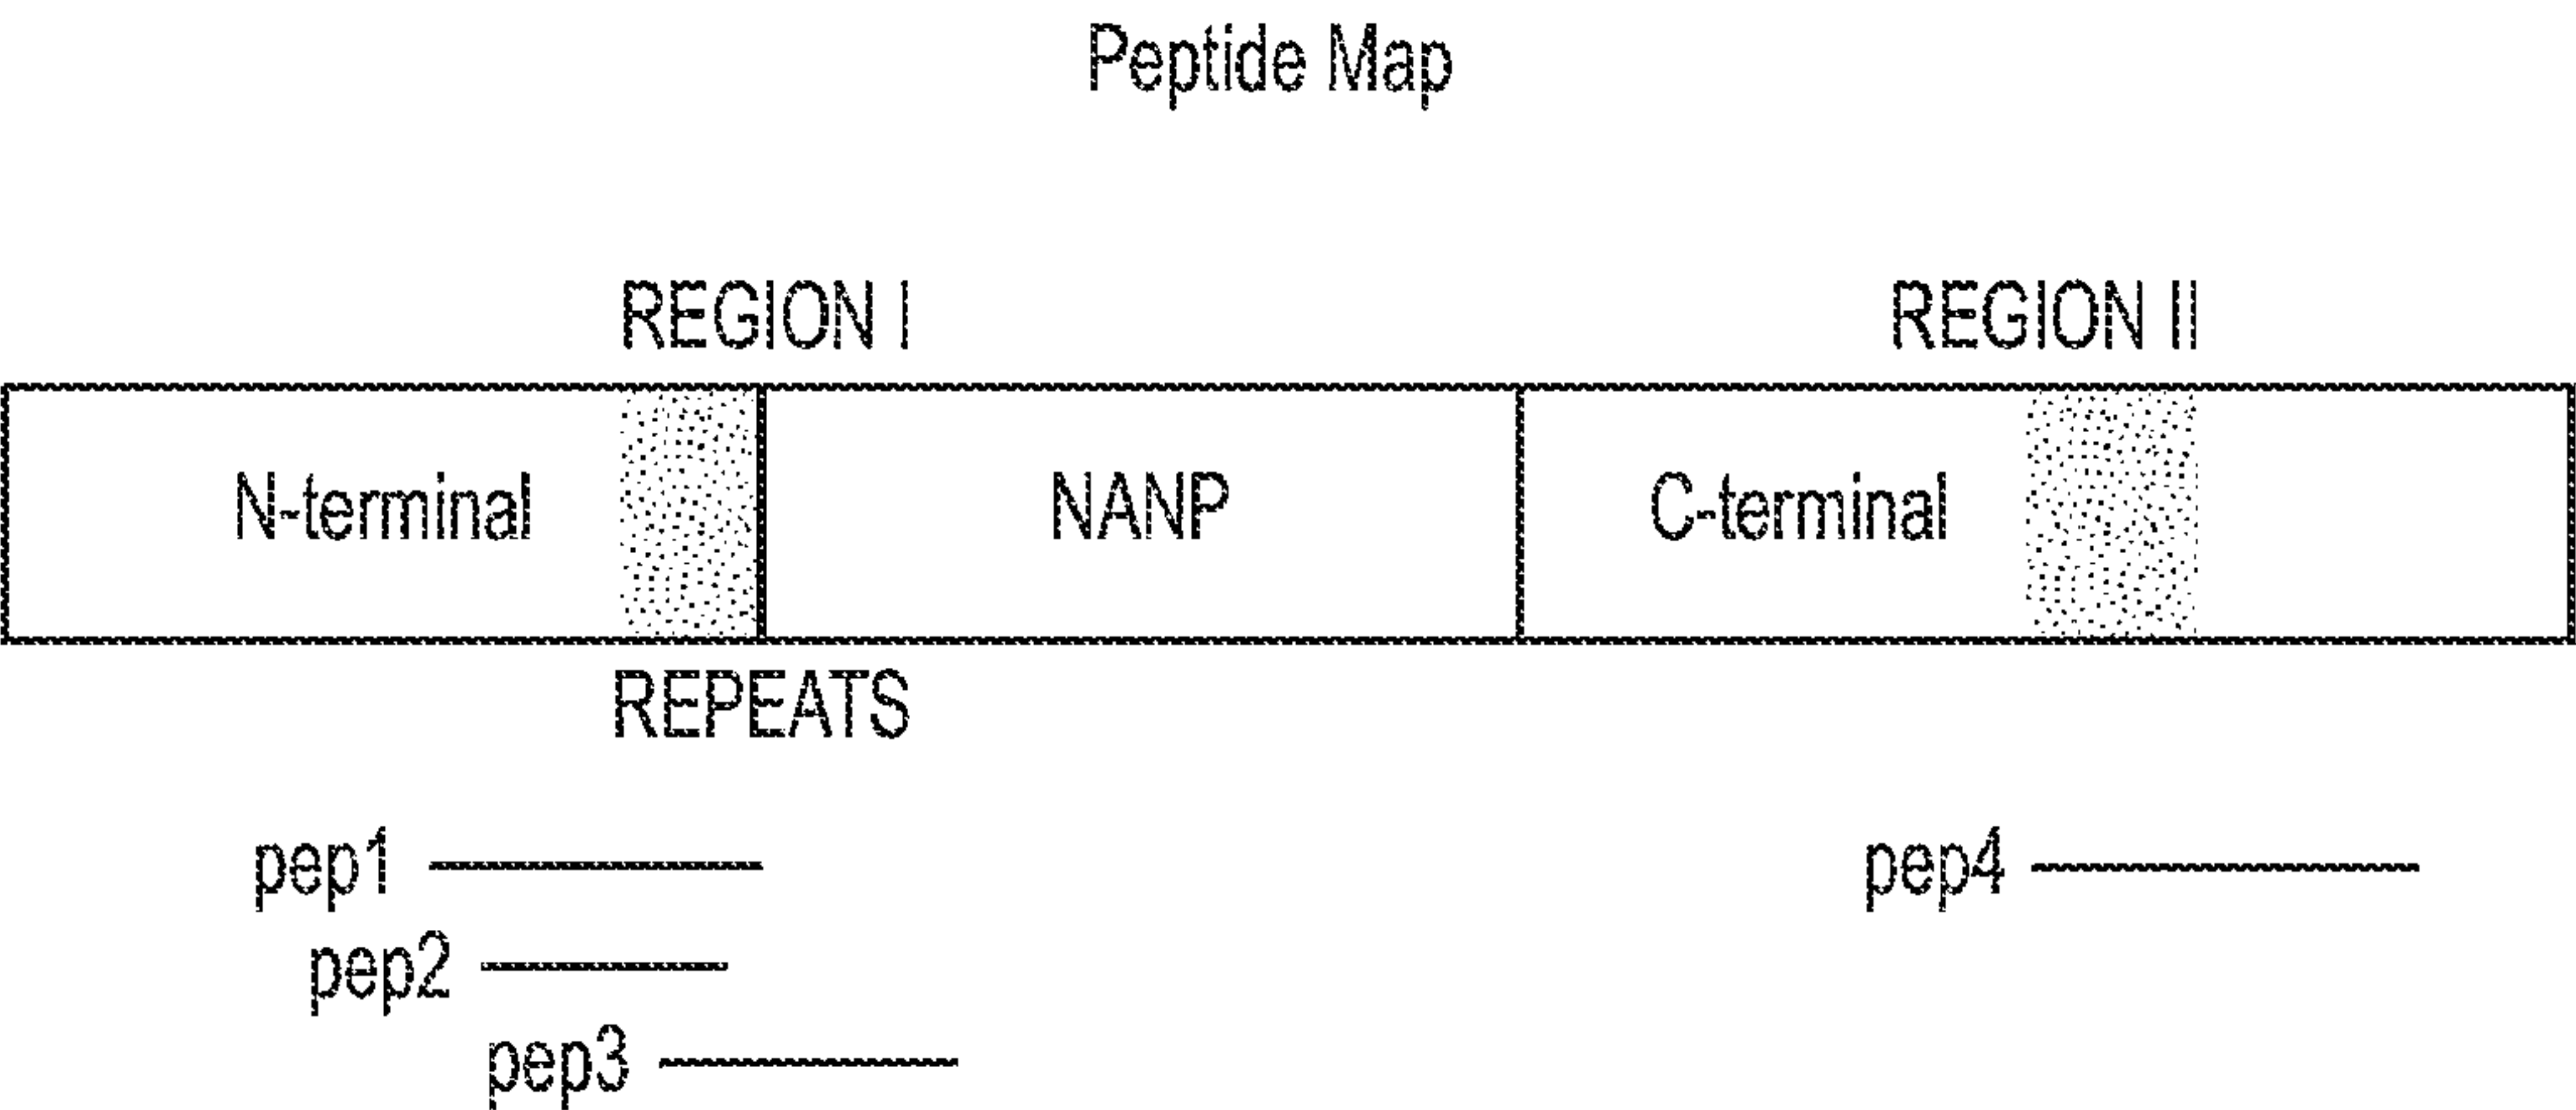 Peptide Map
REGION I
REGION II
N-terminal
NANP
C-terminal
REPEATS
pep1
pep4
pep2
pep3